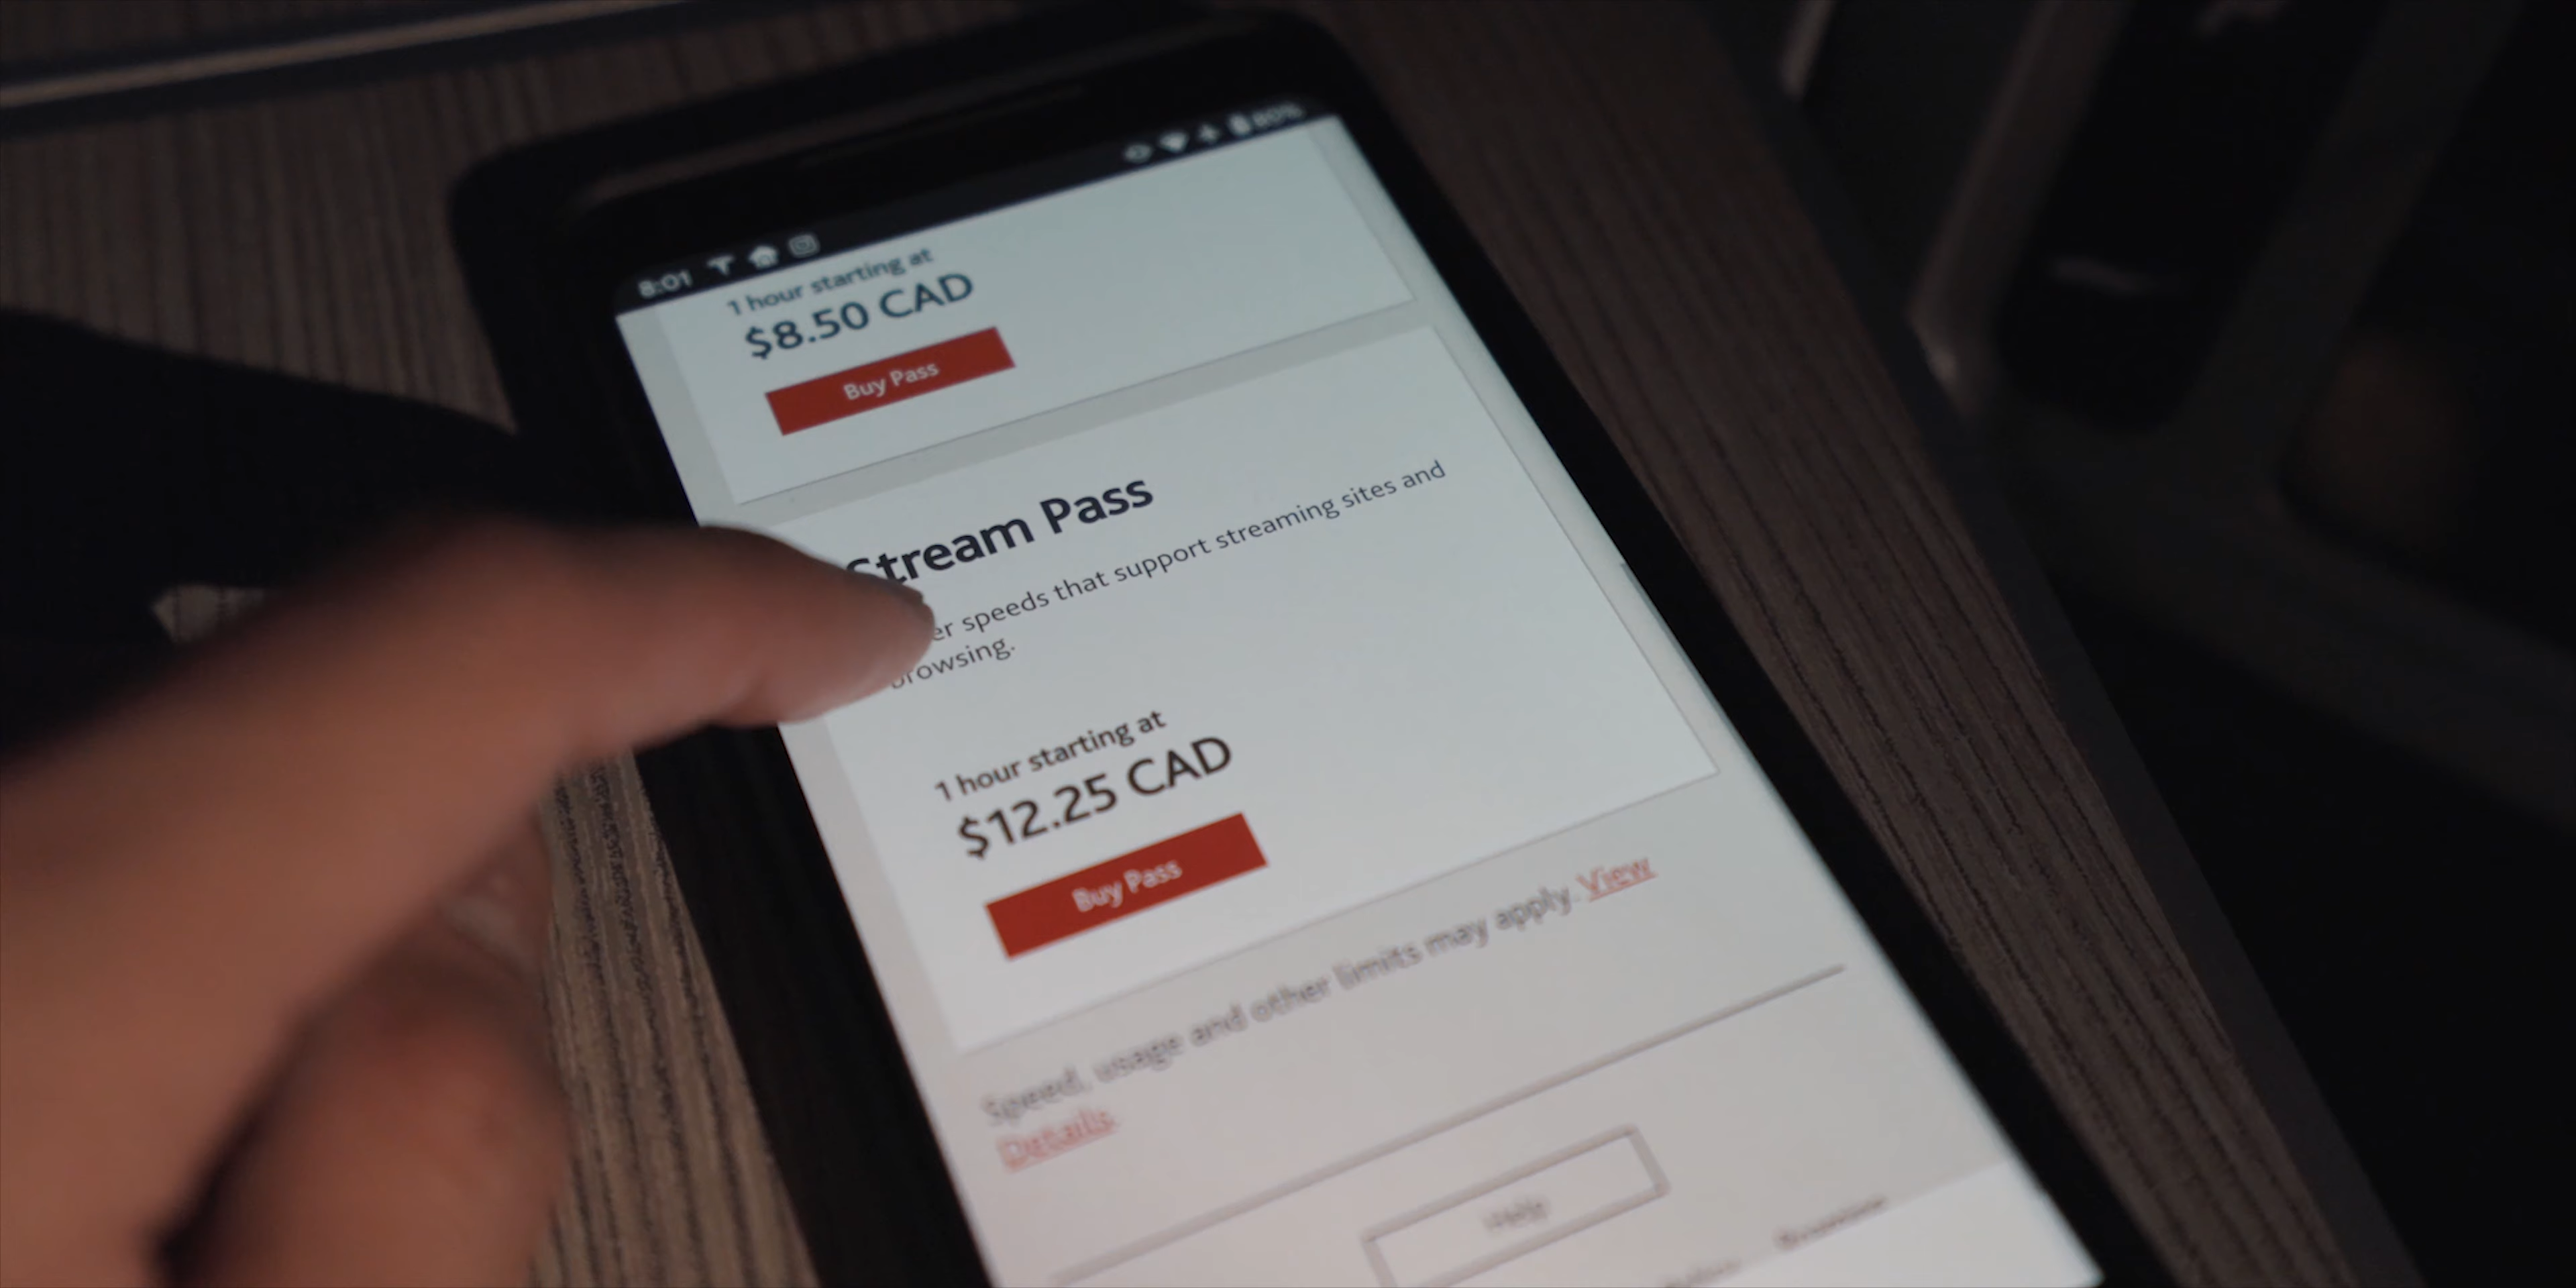 8:01 80%
1 hour starting at
$8.50 CAD
Buy Pass
Stream Pass
er speeds that support streaming sites and
browsing.
1 hour starting at
$12.25 CAD
Buy Pass
Speed, usage and other limits may apply. View
Details
Help